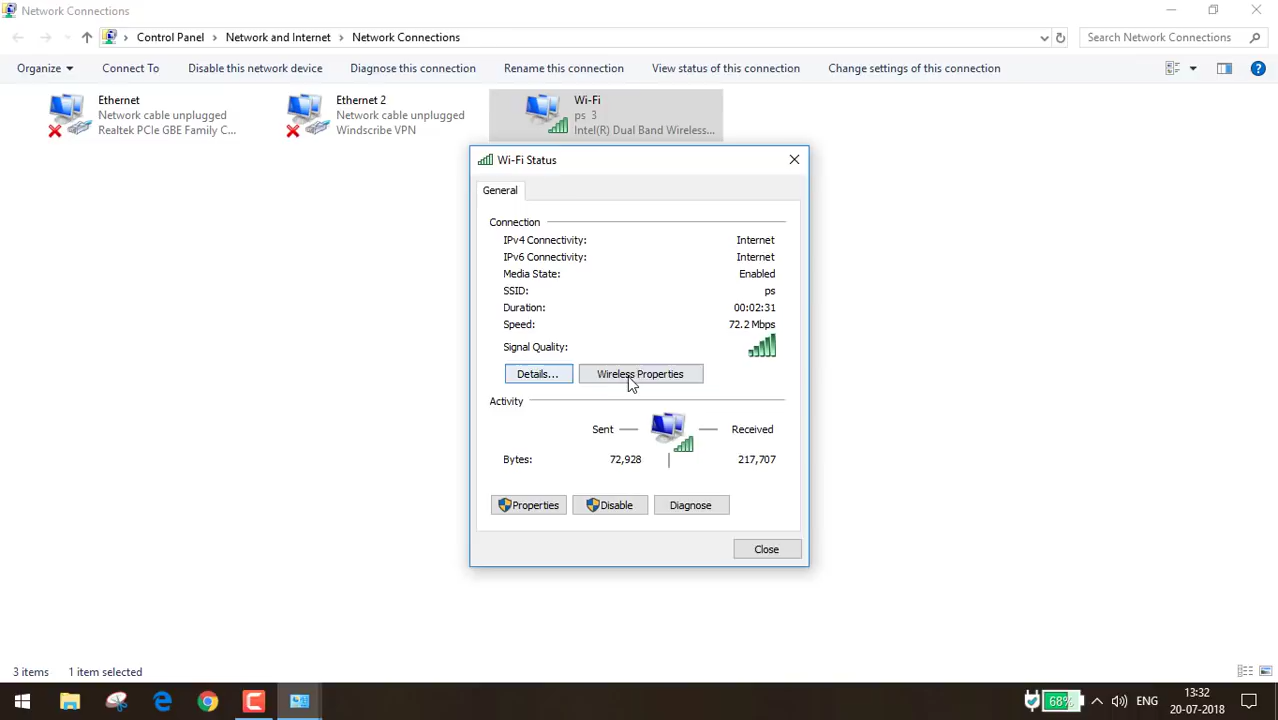 Network Connections
Control Panel > Network and Internet > Network Connections
Search Network Connections
Organize Connect To Disable this network device Diagnose this connection Rename this connection View status of this connection Change settings of this connection
Ethernet
Network cable unplugged
Realtek PCIe GBE Family C...
Ethernet 2
Network cable unplugged
Windscribe VPN
Wi-Fi
ps 3
Intel(R) Dual Band Wireless...
Wi-Fi Status
General
Connection
IPv4 Connectivity: Internet
IPv6 Connectivity: Internet
Media State: Enabled
SSID: ps
Duration: 00:02:31
Speed: 72.2 Mbps
Signal Quality:
Details... Wireless Properties
Activity
Sent Received
Bytes: 72,928 217,707
Properties Disable Diagnose
Close
3 items 1 item selected
68% ENG 13:32
20-07-2018